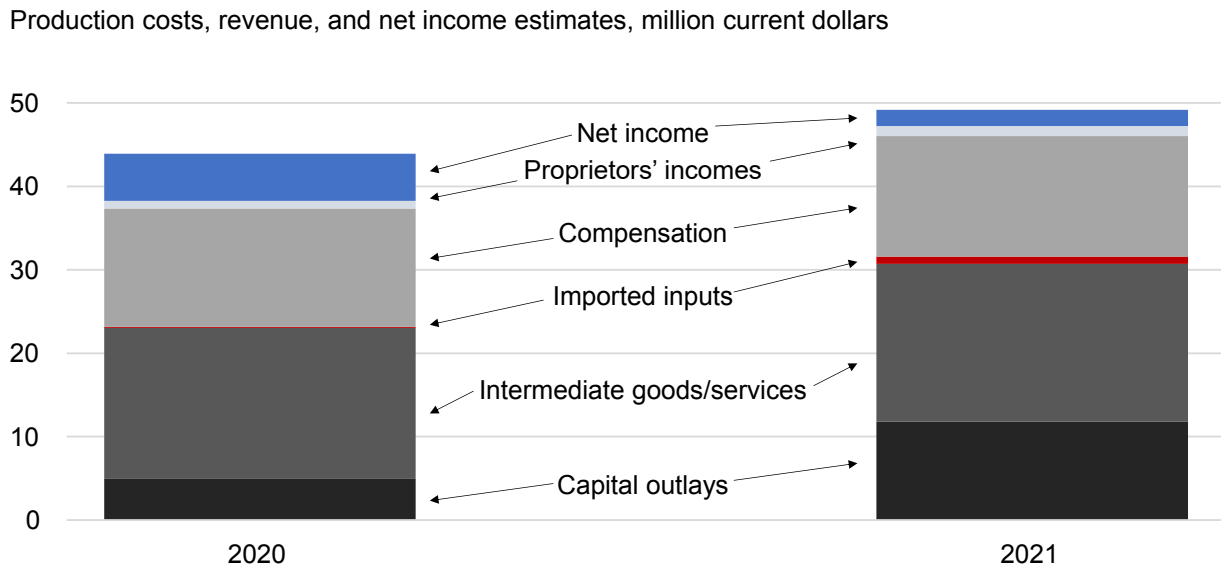 Production costs, revenue, and net income estimates, million current dollars
50
40
30
20
10
0
Net income
Proprietors’ incomes
Compensation
Imported inputs
Intermediate goods/services
Capital outlays
2020
2021